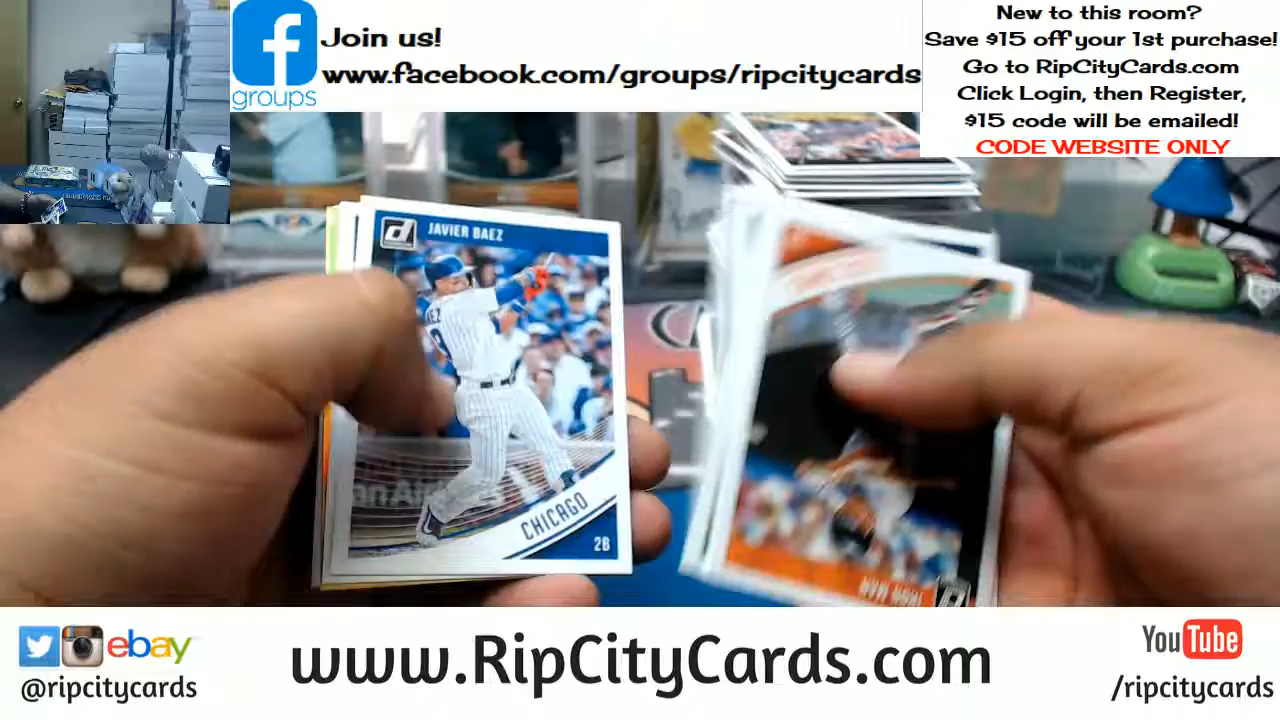 f
groups
Join us!
www.facebook.com/groups/ripcitycards
New to this room?
Save $15 off your 1st purchase!
Go to RipCityCards.com
Click Login, then Register,
$15 code will be emailed!
CODE WEBSITE ONLY
d
JAVIER BAEZ
CHICAGO
2B
ebay
@ripcitycards
www.RipCityCards.com
YouTube
/ripcitycards